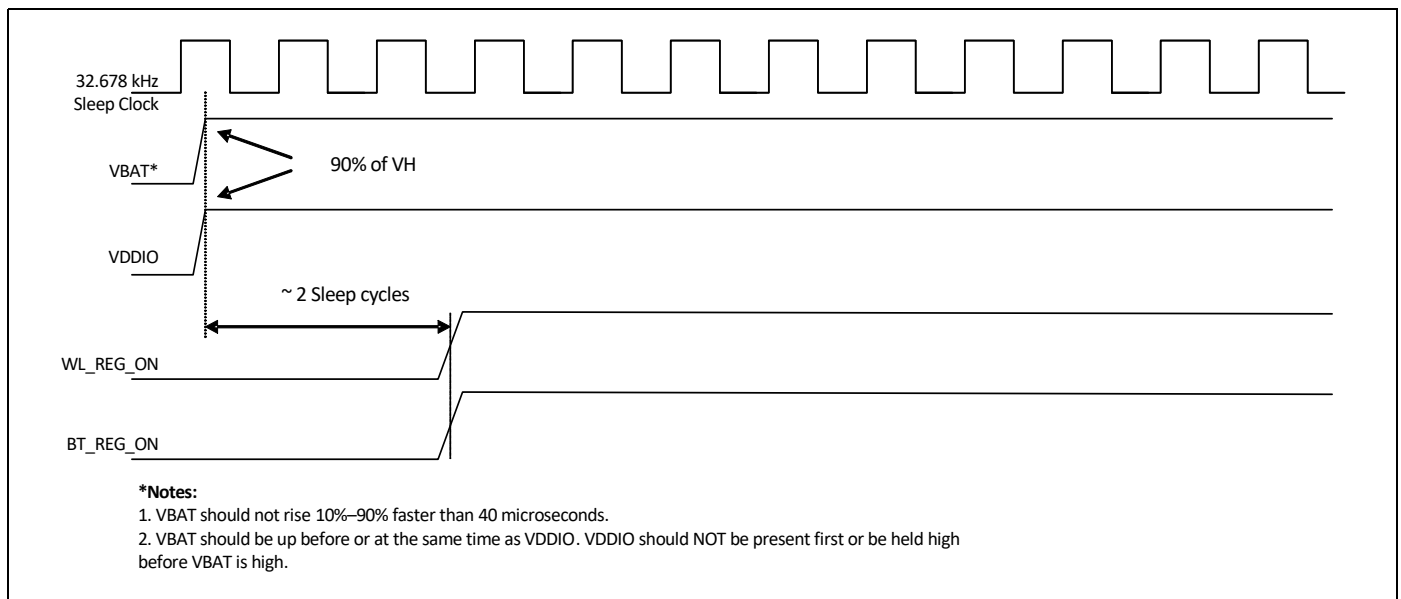 32.678 kHz
Sleep Clock
VBAT*
90% of VH
VDDIO
~ 2 Sleep cycles
WL_REG_ON
BT_REG_ON
*Notes:
1. VBAT should not rise 10%–90% faster than 40 microseconds.
2. VBAT should be up before or at the same time as VDDIO. VDDIO should NOT be present first or be held high
before VBAT is high.